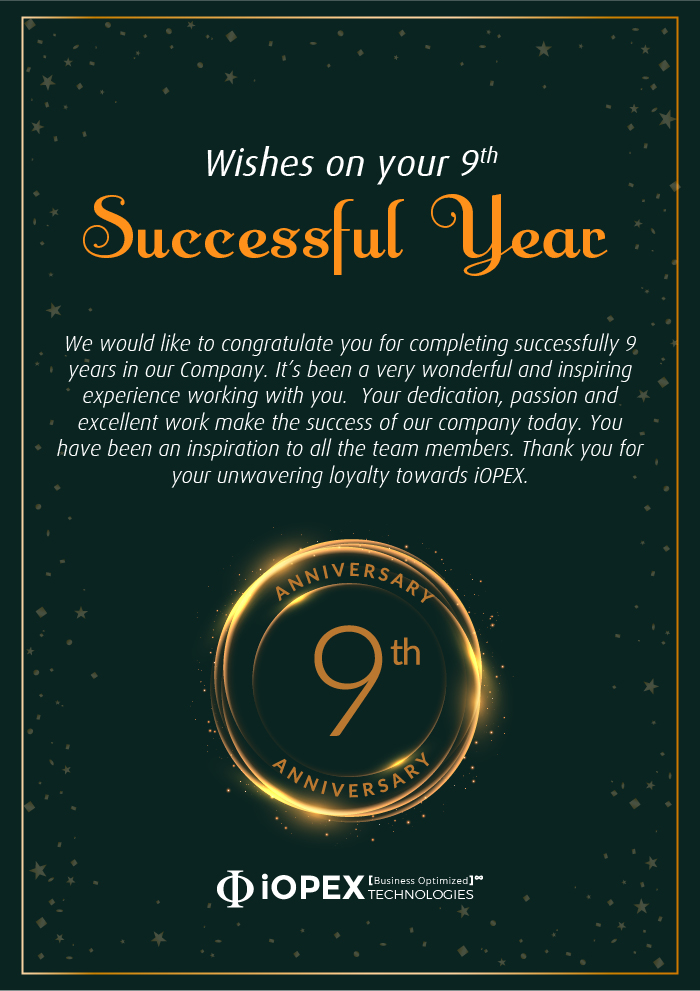 Wishes on your 9th
Successful Year
We would like to congratulate you for completing successfully 9
years in our Company. It's been a very wonderful and inspiring
experience working with you.  Your dedication, passion and
excellent work make the success of our company today. You
have been an inspiration to all the team members. Thank you for
your unwavering loyalty towards iOPEX.
ANNIVERSARY
9th
ANNIVERSARY
iOPEX [Business Optimized]∞
TECHNOLOGIES